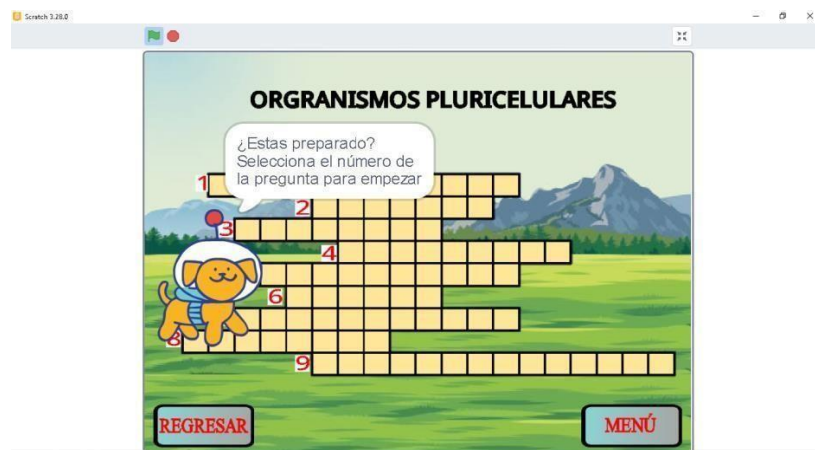 Scratch 3.28.0
ORGRANISMOS PLURICELULARES
¿Estas preparado?
Selecciona el número de
la pregunta para empezar
1
2
3
4
6
8
9
REGRESAR
MENÚ